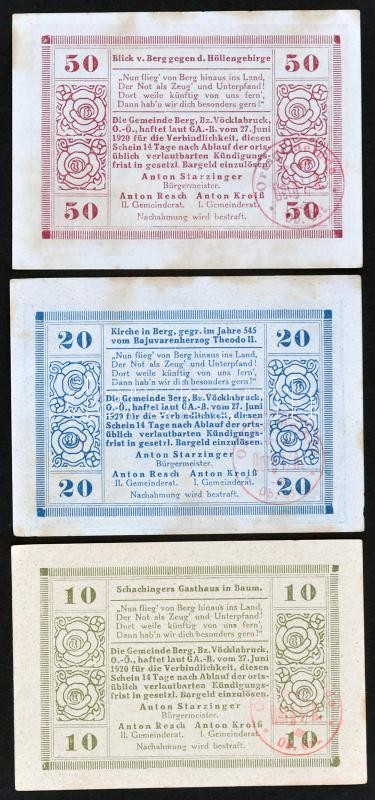 50
Blick v. Berg gegen d. Höllengebirge
50
„Nun flieg' von Berg hinaus ins Land,
Der Not als Zeug' und Unterpfand!
Dort weile künftig von uns fern',
Dann hab'n wir dich besonders gern!“
Die Gemeinde Berg, Bz. Vöcklabruck,
O.-Ö., haftet laut GA.-B. vom 27. Juni
1920 für die Verbindlichkeit, diesen
Schein 14 Tage nach Ablauf der orts-
üblich verlautbarten Kündigungs-
frist in gesetzl. Bargeld einzulösen.
Anton Starzinger
Bürgermeister.
Anton Resch Anton Kroiß
II. Gemeinderat. I. Gemeinderat.
50
Nachahmung wird bestraft.
50
20
Kirche in Berg, gegr. im Jahre 545
vom Bajuvarenherzog Theodo II.
20
„Nun flieg' von Berg hinaus ins Land,
Der Not als Zeug' und Unterpfand!
Dort weile künftig von uns fern',
Dann hab'n wir dich besonders gern!“
Die Gemeinde Berg, Bz. Vöcklabruck,
O.-Ö., haftet laut GA.-B. vom 27. Juni
1920 für die Verbindlichkeit, diesen
Schein 14 Tage nach Ablauf der orts-
üblich verlautbarten Kündigungs-
frist in gesetzl. Bargeld einzulösen.
Anton Starzinger
Bürgermeister.
Anton Resch Anton Kroiß
II. Gemeinderat. I. Gemeinderat.
20
Nachahmung wird bestraft.
20
10
Schachingers Gasthaus in Baum.
10
„Nun flieg' von Berg hinaus ins Land,
Der Not als Zeug' und Unterpfand!
Dort weile künftig von uns fern',
Dann hab'n wir dich besonders gern!“
Die Gemeinde Berg, Bz. Vöcklabruck,
O.-Ö., haftet laut GA.-B. vom 27. Juni
1920 für die Verbindlichkeit, diesen
Schein 14 Tage nach Ablauf der orts-
üblich verlautbarten Kündigungs-
frist in gesetzl. Bargeld einzulösen.
Anton Starzinger
Bürgermeister.
Anton Resch Anton Kroiß
II. Gemeinderat. I. Gemeinderat.
10
Nachahmung wird bestraft.
10